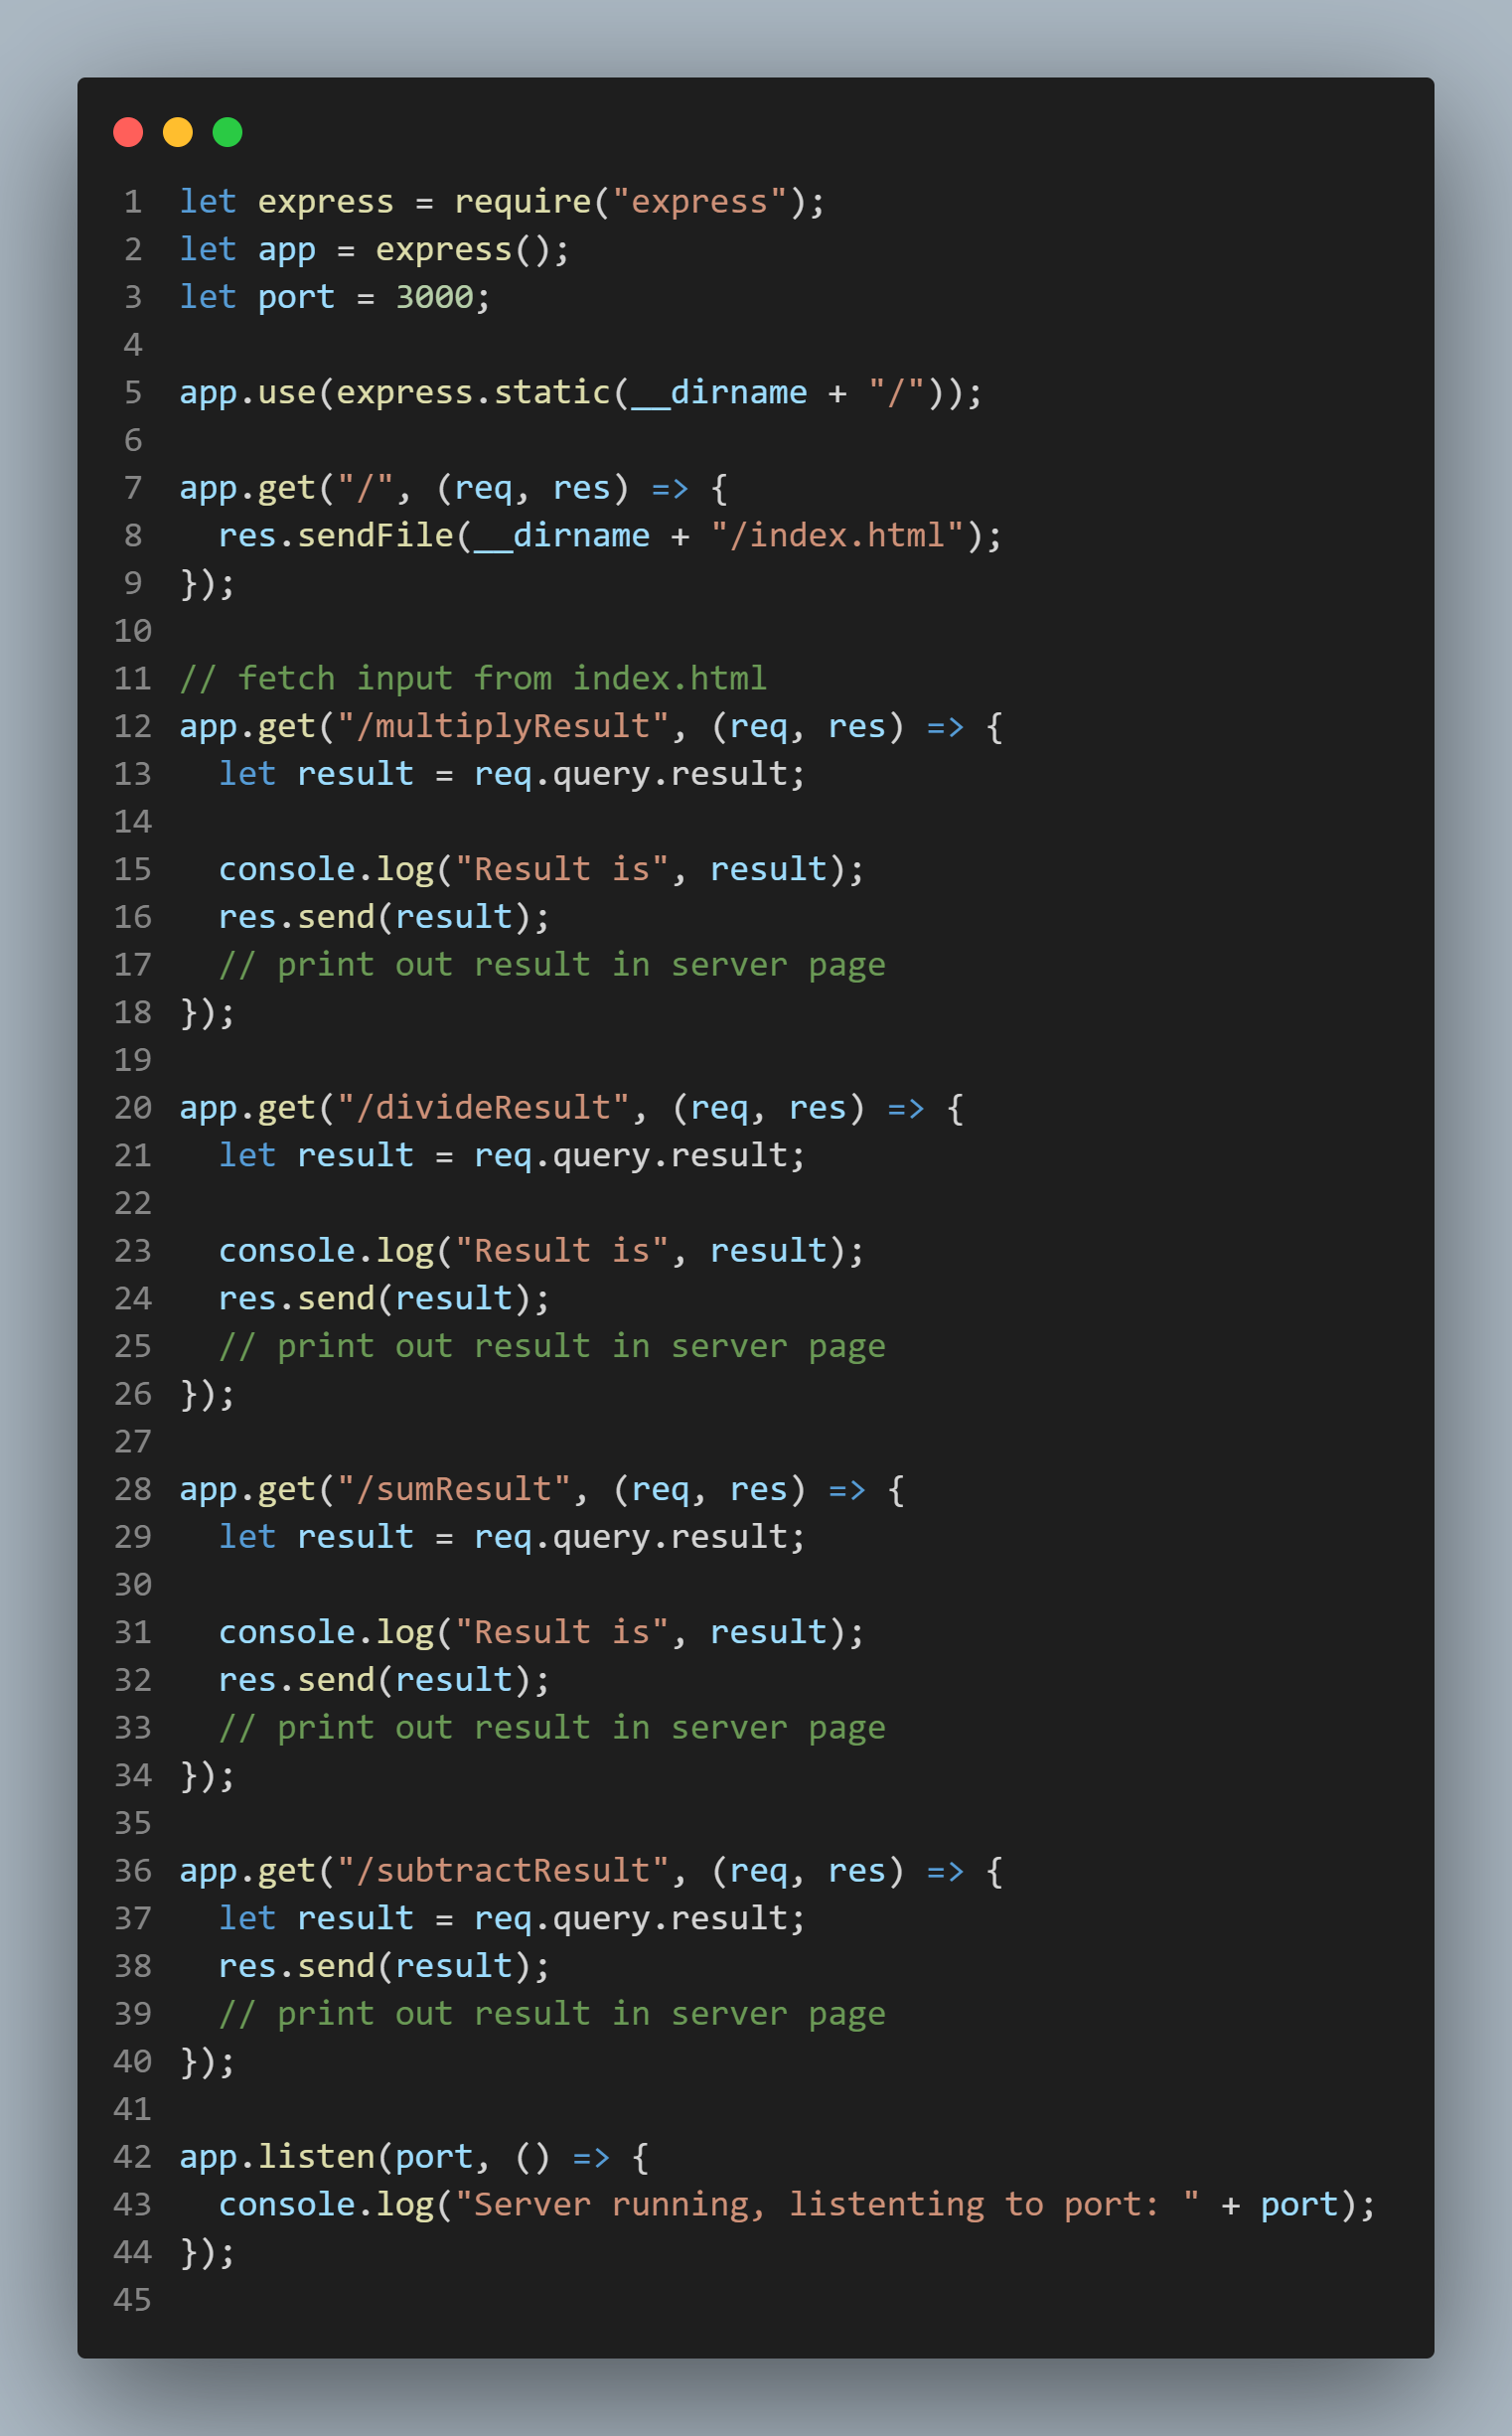 1 let express = require("express");
2 let app = express();
3 let port = 3000;
4
5 app.use(express.static(__dirname + "/"));
6
7 app.get("/", (req, res) => {
8   res.sendFile(__dirname + "/index.html");
9 });
10
11 // fetch input from index.html
12 app.get("/multiplyResult", (req, res) => {
13   let result = req.query.result;
14
15   console.log("Result is", result);
16   res.send(result);
17   // print out result in server page
18 });
19
20 app.get("/divideResult", (req, res) => {
21   let result = req.query.result;
22
23   console.log("Result is", result);
24   res.send(result);
25   // print out result in server page
26 });
27
28 app.get("/sumResult", (req, res) => {
29   let result = req.query.result;
30
31   console.log("Result is", result);
32   res.send(result);
33   // print out result in server page
34 });
35
36 app.get("/subtractResult", (req, res) => {
37   let result = req.query.result;
38   res.send(result);
39   // print out result in server page
40 });
41
42 app.listen(port, () => {
43   console.log("Server running, listenting to port: " + port);
44 });
45